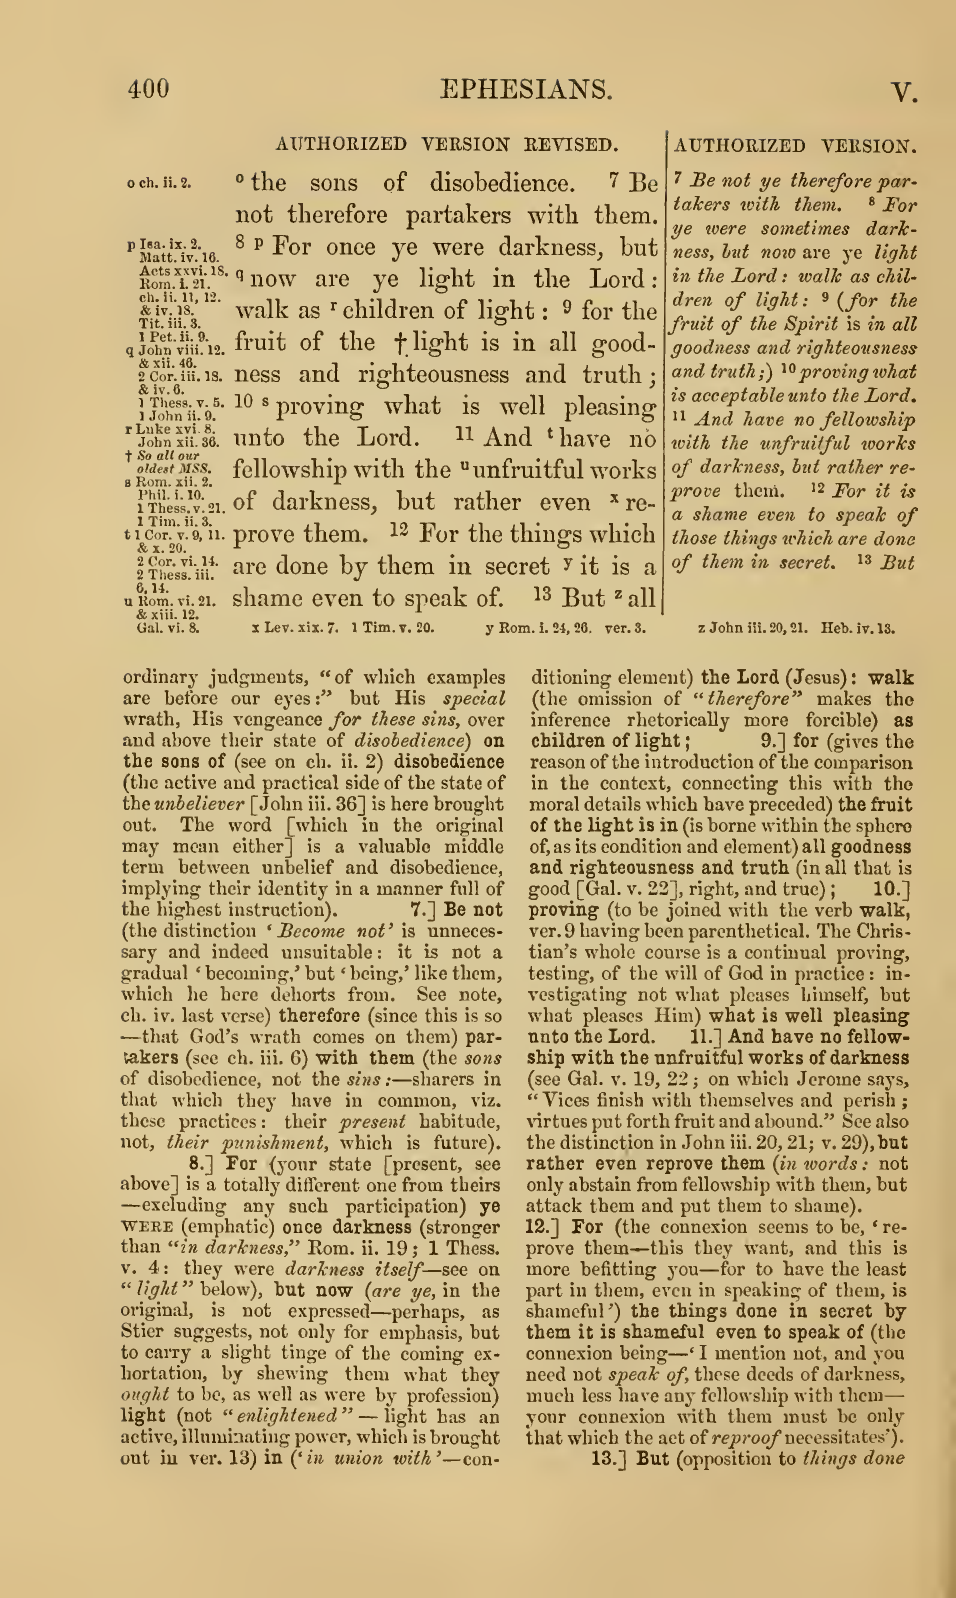 400 EPHESIANS. V.
AUTHORIZED VERSION REVISED.
o ch. ii. 2.
p Isa. ix. 2.
Matt. iv. 16.
Acts xxvi. 18.
Rom. i. 21.
ch. ii. 11, 12.
& iv. 18.
Tit. iii. 3.
1 Pet. ii. 9.
q John viii. 12.
& xii. 46.
2 Cor. iii. 18.
& iv. 6.
1 Thess. v. 5.
1 John ii. 9.
r Luke xvi. 8.
John xii. 36.
† So all our
oldest MSS.
s Rom. xii. 2.
Phil. i. 10.
1 Thess. v. 21.
1 Tim. ii. 3.
t 1 Cor. v. 9, 11.
& x. 20.
2 Cor. vi. 14.
2 Thess. iii.
6, 14.
u Rom. vi. 21.
& xiii. 12.
Gal. vi. 8.
o the sons of disobedience. 7 Be
not therefore partakers with them.
8 p For once ye were darkness, but
q now are ye light in the Lord:
walk as r children of light: 9 for the
fruit of the † light is in all good-
ness and righteousness and truth;
10 s proving what is well pleasing
unto the Lord. 11 And t have no
fellowship with the u unfruitful works
of darkness, but rather even x re-
prove them. 12 For the things which
are done by them in secret y it is a
shame even to speak of. 13 But z all
AUTHORIZED VERSION.
7 Be not ye therefore par-
takers with them. 8 For
ye were sometimes dark-
ness, but now are ye light
in the Lord: walk as chil-
dren of light: 9 (for the
fruit of the Spirit is in all
goodness and righteousness
and truth;) 10 proving what
is acceptable unto the Lord.
11 And have no fellowship
with the unfruitful works
of darkness, but rather re-
prove them. 12 For it is
a shame even to speak of
those things which are done
of them in secret. 13 But
x Lev. xix. 7. 1 Tim. v. 20. y Rom. i. 24, 26. ver. 3. z John iii. 20, 21. Heb. iv. 13.
ordinary judgments, “of which examples
are before our eyes:” but His special
wrath, His vengeance for these sins, over
and above their state of disobedience) on
the sons of (see on ch. ii. 2) disobedience
(the active and practical side of the state of
the unbeliever [John iii. 36] is here brought
out. The word [which in the original
may mean either] is a valuable middle
term between unbelief and disobedience,
implying their identity in a manner full of
the highest instruction). 7.] Be not
(the distinction ‘Become not’ is unneces-
sary and indeed unsuitable: it is not a
gradual ‘becoming,’ but ‘being,’ like them,
which he here dehorts from. See note,
ch. iv. last verse) therefore (since this is so
—that God's wrath comes on them) par-
takers (see ch. iii. 6) with them (the sons
of disobedience, not the sins:—sharers in
that which they have in common, viz.
these practices: their present habitude,
not, their punishment, which is future).
8.] For (your state [present, see
above] is a totally different one from theirs
—excluding any such participation) ye
WERE (emphatic) once darkness (stronger
than “in darkness,” Rom. ii. 19; 1 Thess.
v. 4: they were darkness itself—see on
“light” below), but now (are ye, in the
original, is not expressed—perhaps, as
Stier suggests, not only for emphasis, but
to carry a slight tinge of the coming ex-
hortation, by shewing them what they
ought to be, as well as were by profession)
light (not “enlightened”—light has an
active, illuminating power, which is brought
out in ver. 13) in (‘in union with’—con-
ditioning element) the Lord (Jesus): walk
(the omission of “therefore” makes the
inference rhetorically more forcible) as
children of light; 9.] for (gives the
reason of the introduction of the comparison
in the context, connecting this with the
moral details which have preceded) the fruit
of the light is in (is borne within the sphere
of, as its condition and element) all goodness
and righteousness and truth (in all that is
good [Gal. v. 22], right, and true); 10.]
proving (to be joined with the verb walk,
ver. 9 having been parenthetical. The Chris-
tian's whole course is a continual proving,
testing, of the will of God in practice: in-
vestigating not what pleases himself, but
what pleases Him) what is well pleasing
unto the Lord. 11.] And have no fellow-
ship with the unfruitful works of darkness
(see Gal. v. 19, 22; on which Jerome says,
“Vices finish with themselves and perish;
virtues put forth fruit and abound.” See also
the distinction in John iii. 20, 21; v. 29), but
rather even reprove them (in words: not
only abstain from fellowship with them, but
attack them and put them to shame).
12.] For (the connexion seems to be, ‘re-
prove them—this they want, and this is
more befitting you—for to have the least
part in them, even in speaking of them, is
shameful’) the things done in secret by
them it is shameful even to speak of (the
connexion being—‘I mention not, and you
need not speak of, these deeds of darkness,
much less have any fellowship with them—
your connexion with them must be only
that which the act of reproof necessitates’).
13.] But (opposition to things done